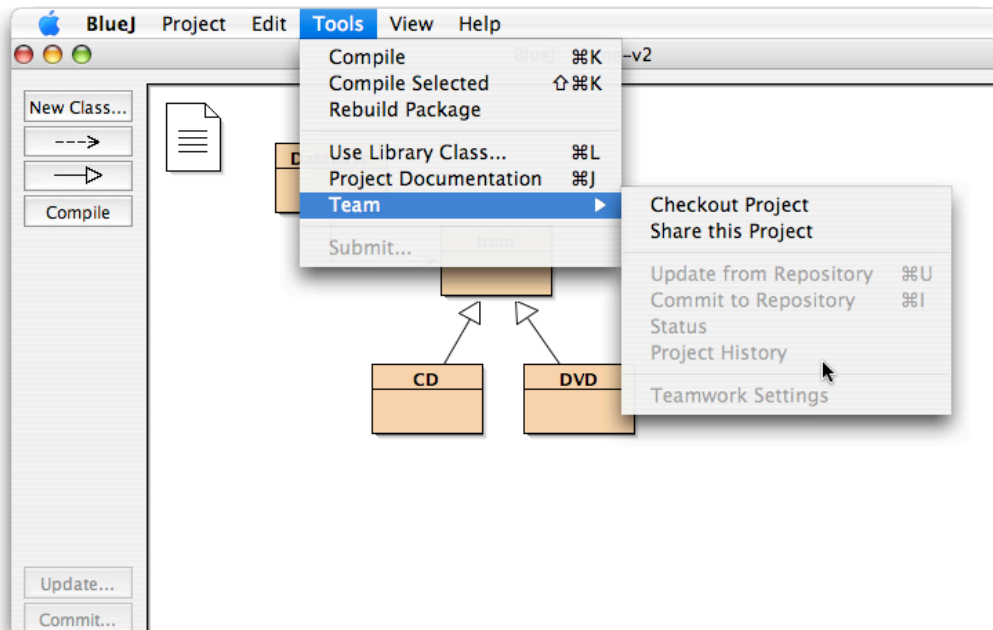 BlueJ Project Edit Tools View Help
-v2
New Class...
Compile
Update...
Commit...
Compile ⌘K
Compile Selected ⇧⌘K
Rebuild Package
Use Library Class... ⌘L
Project Documentation ⌘J
Team
Submit...
Checkout Project
Share this Project
Update from Repository ⌘U
Commit to Repository ⌘I
Status
Project History
Teamwork Settings
Item
CD
DVD